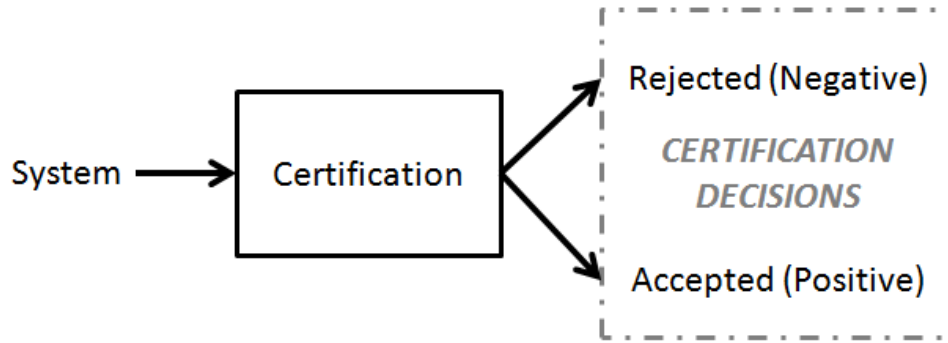 System
Certification
Rejected (Negative)
CERTIFICATION
DECISIONS
Accepted (Positive)